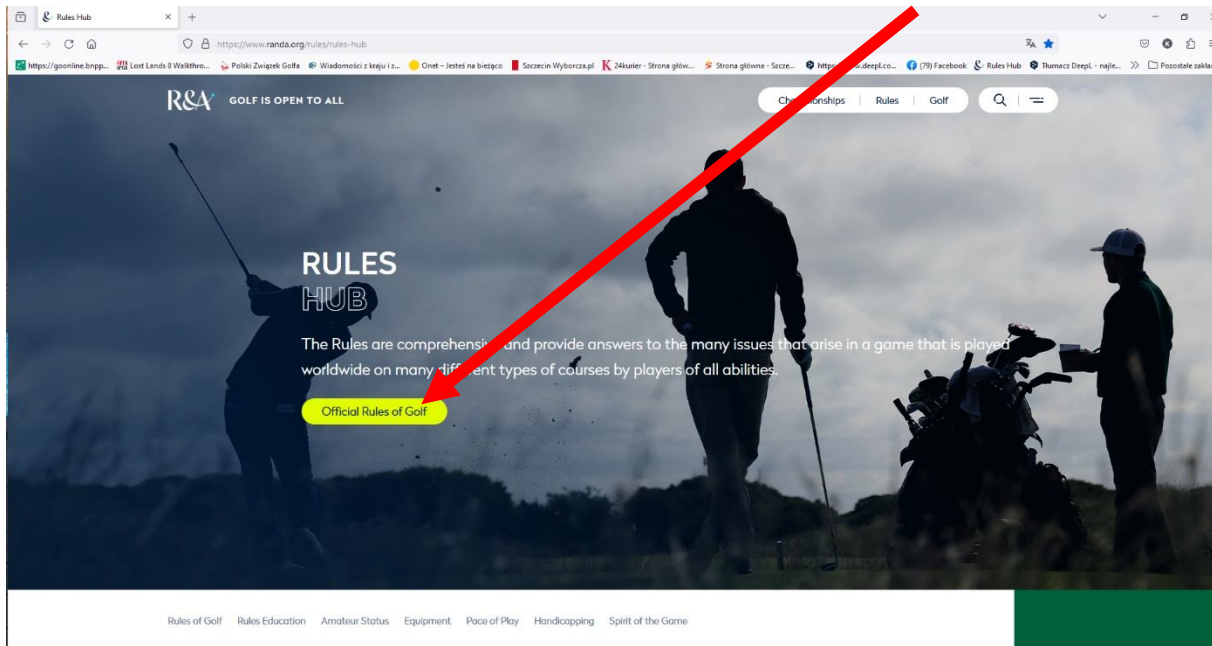 Rules Hub
https://www.randa.org/rules/rules-hub
https://goonline.bnpp... Lost Lands 8 Walkthro... Polski Związek Golfa Wiadomości z kraju i z... Onet – Jesteś na bieżąco Szczecin Wyborcza.pl 24kurier - Strona głów... Strona główna - Szcze... (79) Facebook Rules Hub Tłumacz DeepL - najle... Pozostałe zakła
R&A GOLF IS OPEN TO ALL
Rules Golf
RULES
HUB
The Rules are and provide answers to the many issues that arise in a game that is played
worldwide on many different types of courses by players of all abilities.
Official Rules of Golf
Rules of Golf Rules Education Amateur Status Equipment Pace of Play Handicapping Spirit of the Game